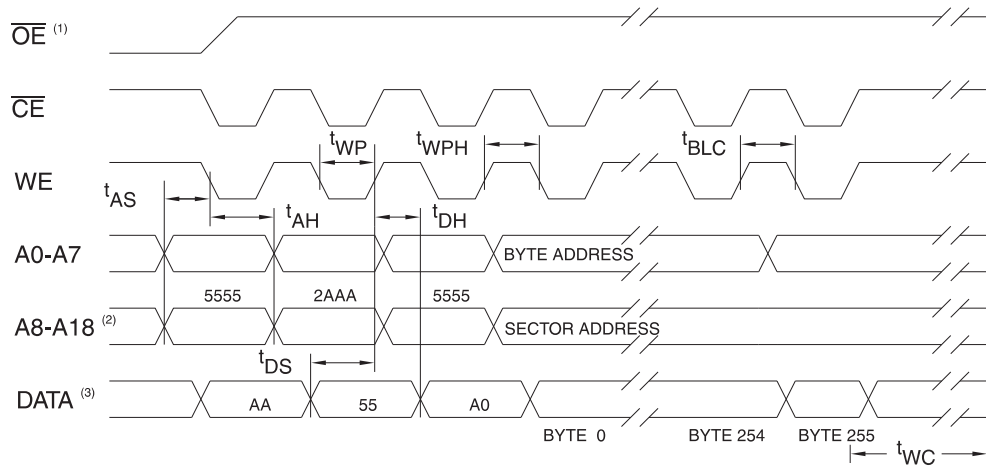 OE (1)
CE
tWP
tWPH
tBLC
WE
tAS
tAH
tDH
A0-A7
BYTE ADDRESS
5555
2AAA
5555
A8-A18 (2)
SECTOR ADDRESS
tDS
DATA (3)
AA
55
A0
BYTE 0
BYTE 254
BYTE 255
tWC